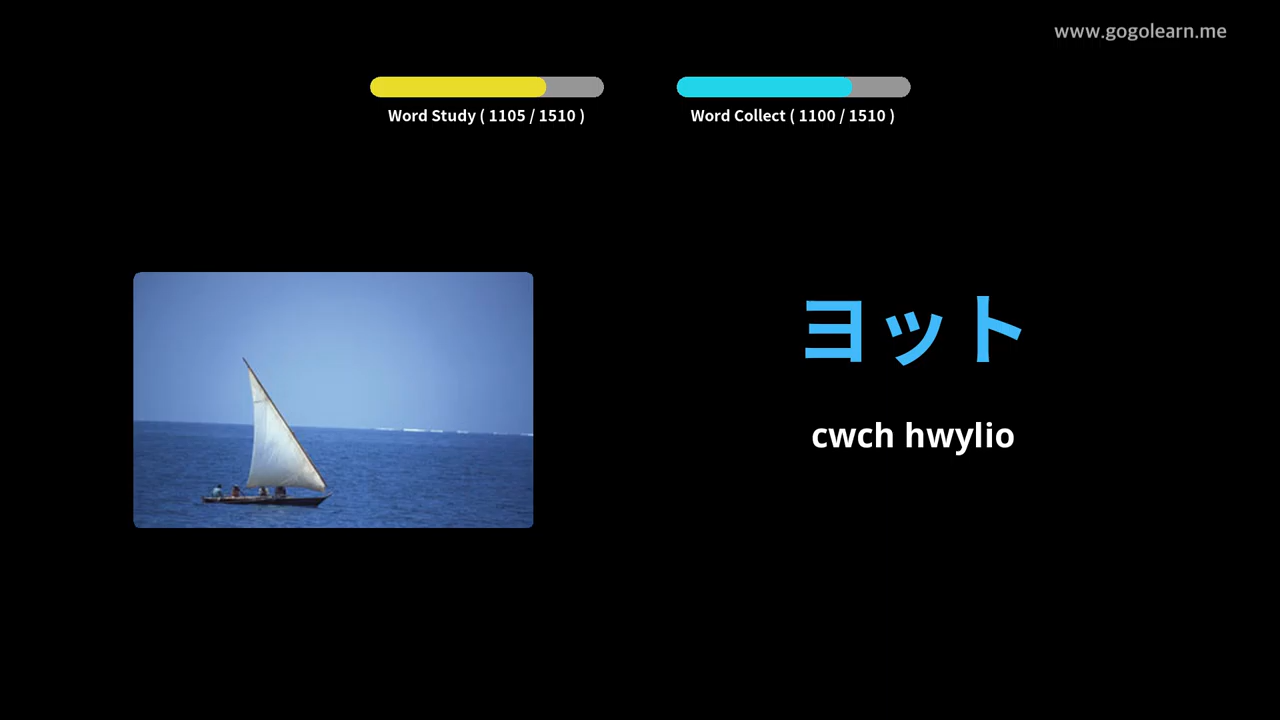 www.gogolearn.me
Word Study ( 1105 / 1510 )
Word Collect ( 1100 / 1510 )
ヨット
cwch hwylio